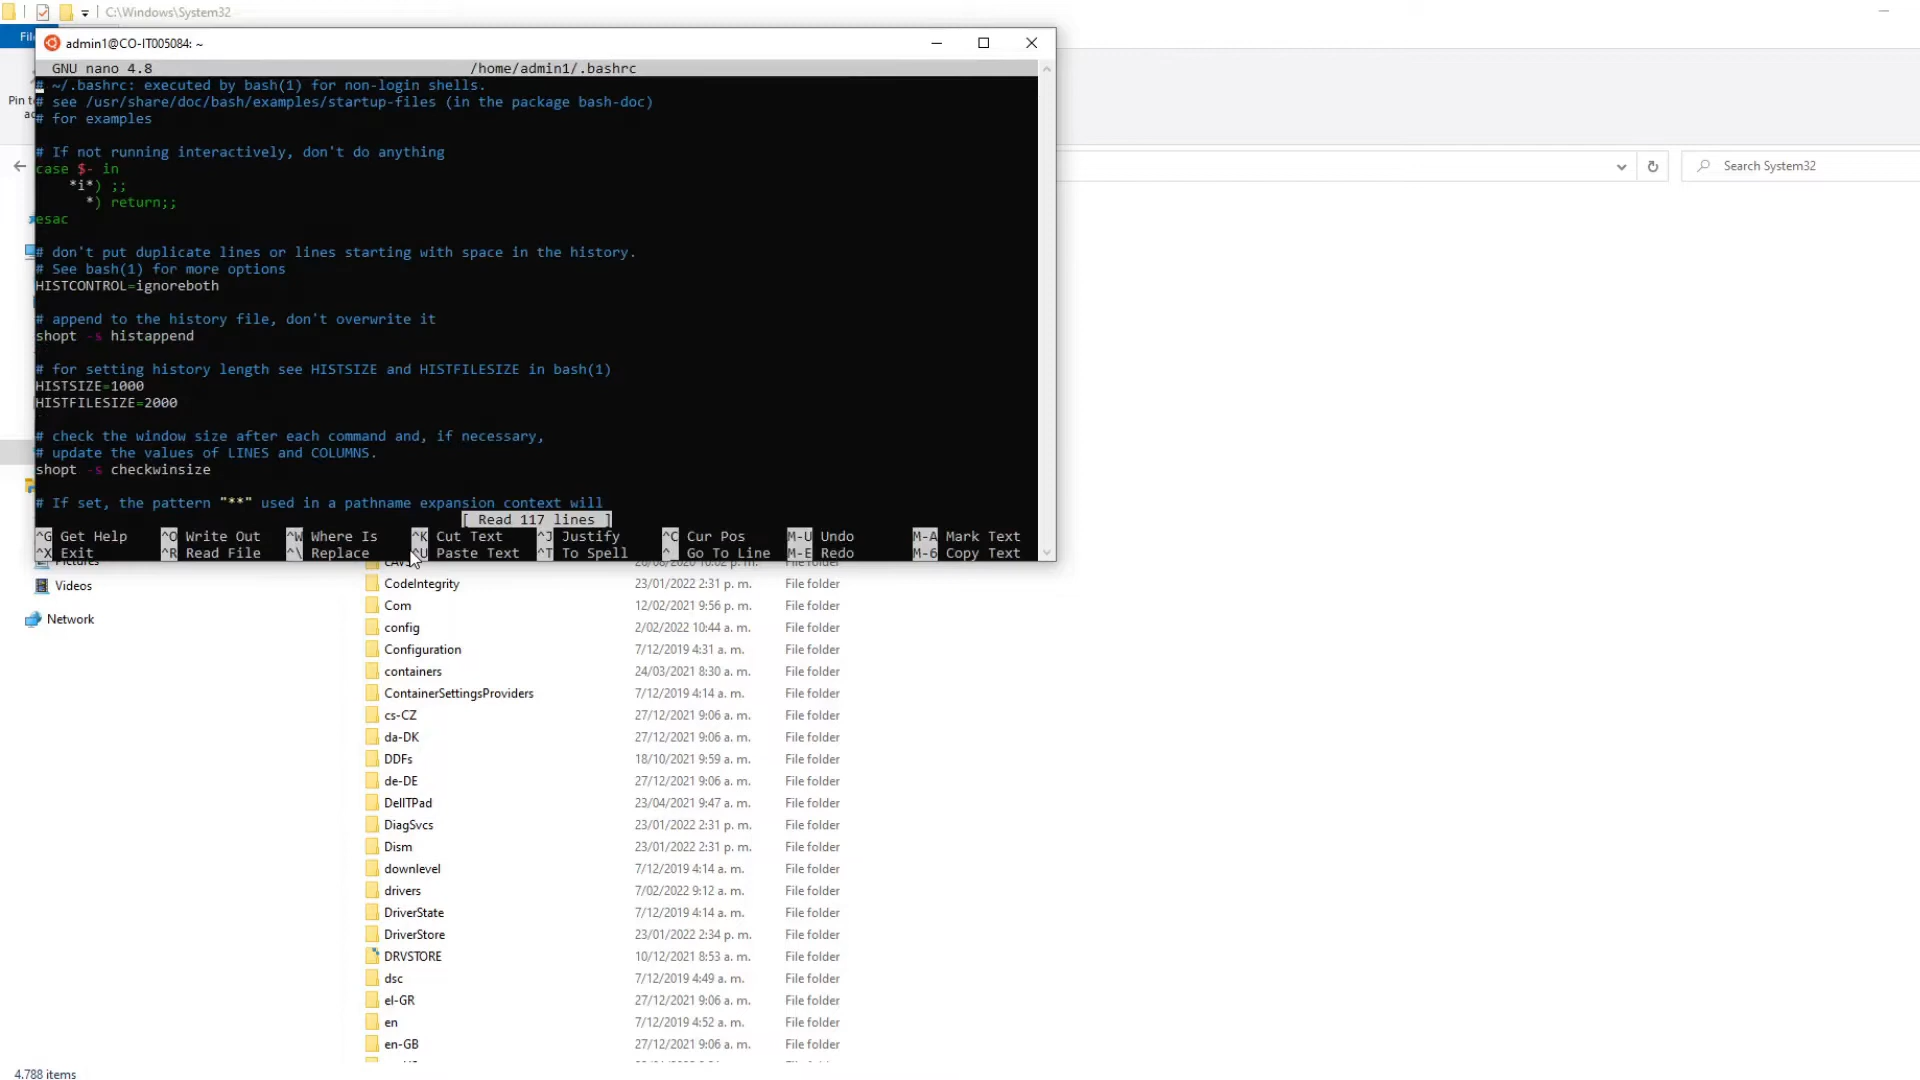 C:\Windows\System32
Fil
admin1@CO-IT005084: ~
GNU nano 4.8 /home/admin1/.bashrc
# ~/.bashrc: executed by bash(1) for non-login shells.
# see /usr/share/doc/bash/examples/startup-files (in the package bash-doc)
# for examples
Pin t
ac
# If not running interactively, don't do anything
case $- in
*i*) ;;
*) return;;
esac
Search System32
# don't put duplicate lines or lines starting with space in the history.
# See bash(1) for more options
HISTCONTROL=ignoreboth
# append to the history file, don't overwrite it
shopt -s histappend
# for setting history length see HISTSIZE and HISTFILESIZE in bash(1)
HISTSIZE=1000
HISTFILESIZE=2000
# check the window size after each command and, if necessary,
# update the values of LINES and COLUMNS.
shopt -s checkwinsize
# If set, the pattern "**" used in a pathname expansion context will
[ Read 117 lines ]
^G Get Help ^O Write Out ^W Where Is ^K Cut Text ^J Justify ^C Cur Pos M-U Undo M-A Mark Text
^X Exit ^R Read File ^\ Replace ^U Paste Text ^T To Spell ^_ Go To Line M-E Redo M-6 Copy Text
Pictures
Videos
Network
File folder
CodeIntegrity 23/01/2022 2:31 p. m. File folder
Com 12/02/2021 9:56 p. m. File folder
config 2/02/2022 10:44 a. m. File folder
Configuration 7/12/2019 4:31 a. m. File folder
containers 24/03/2021 8:30 a. m. File folder
ContainerSettingsProviders 7/12/2019 4:14 a. m. File folder
cs-CZ 27/12/2021 9:06 a. m. File folder
da-DK 27/12/2021 9:06 a. m. File folder
DDFs 18/10/2021 9:59 a. m. File folder
de-DE 27/12/2021 9:06 a. m. File folder
DellTPad 23/04/2021 9:47 a. m. File folder
DiagSvcs 23/01/2022 2:31 p. m. File folder
Dism 23/01/2022 2:31 p. m. File folder
downlevel 7/12/2019 4:14 a. m. File folder
drivers 7/02/2022 9:12 a. m. File folder
DriverState 7/12/2019 4:14 a. m. File folder
DriverStore 23/01/2022 2:34 p. m. File folder
DRVSTORE 10/12/2021 8:53 a. m. File folder
dsc 7/12/2019 4:49 a. m. File folder
el-GR 27/12/2021 9:06 a. m. File folder
en 7/12/2019 4:52 a. m. File folder
en-GB 27/12/2021 9:06 a. m. File folder
4.788 items